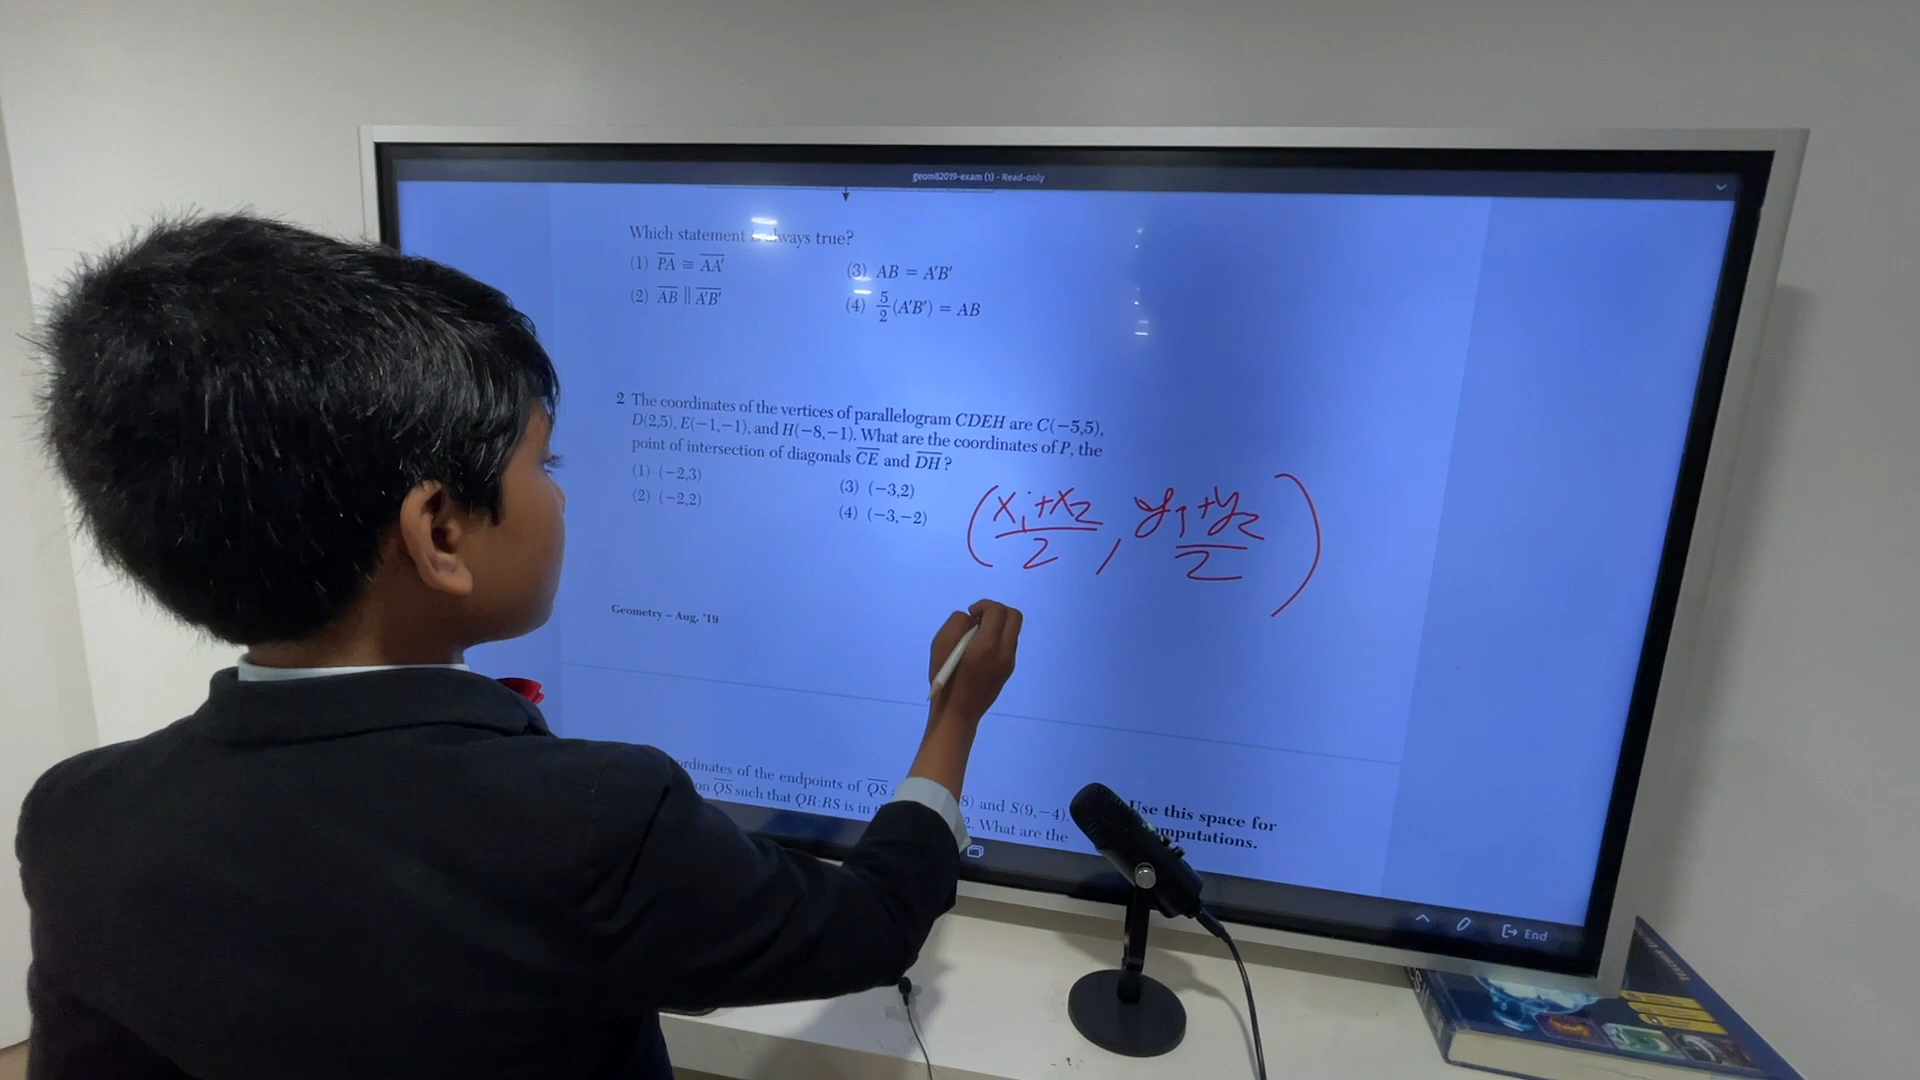 geom82019-exam (1) - Read-only
Which statement is always true?
(1) PA ≅ AA'
(3) AB = A'B'
(2) AB || A'B'
(4) 5/2 (A'B') = AB
2 The coordinates of the vertices of parallelogram CDEH are C(−5,5),
D(2,5), E(−1,−1), and H(−8,−1). What are the coordinates of P, the
point of intersection of diagonals CE and DH?
(1) (−2,3)
(3) (−3,2)
(2) (−2,2)
(4) (−3,−2)
(x₁+x₂/2, y₁+y₂/2)
Geometry – Aug. '19
of the endpoints of QS
8) and S(9,−4).
on QS such that QR:RS is in
2. What are the
Use this space for
computations.
End